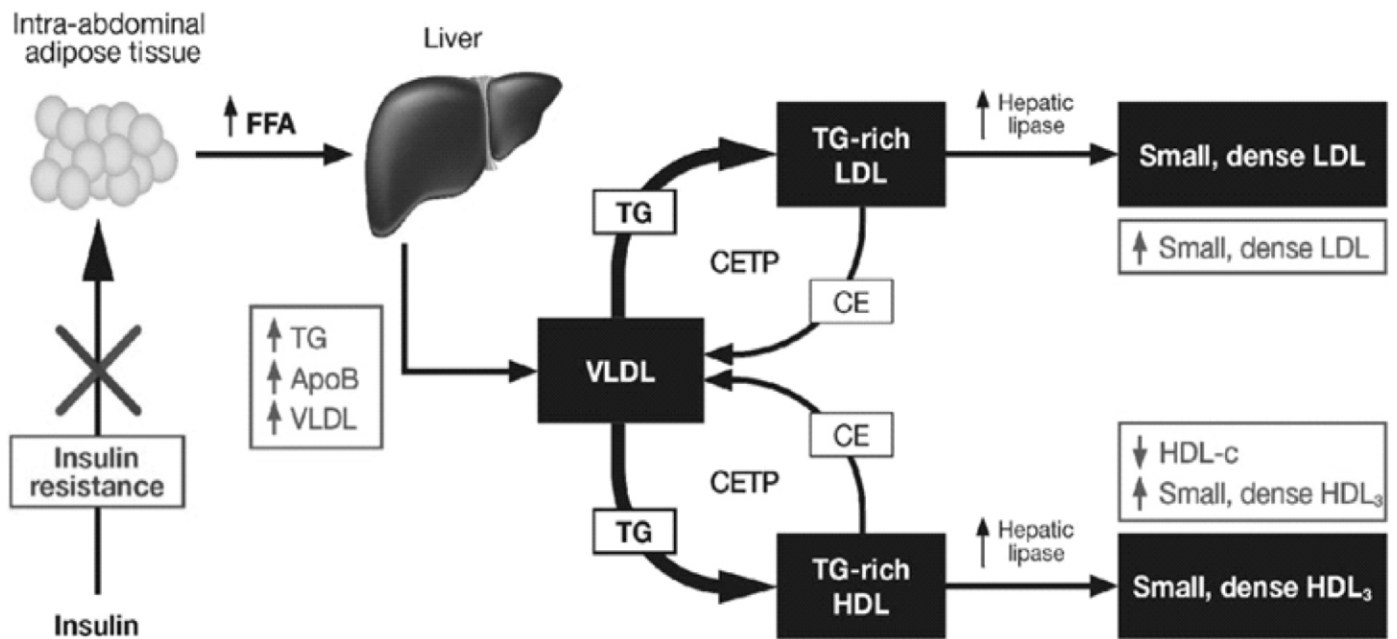 Intra-abdominal
adipose tissue
↑ FFA
Liver
↑ TG
↑ ApoB
↑ VLDL
Insulin
resistance
Insulin
VLDL
TG
CETP
CE
TG-rich
LDL
↑ Hepatic
lipase
Small, dense LDL
↑ Small, dense LDL
CE
CETP
TG
TG-rich
HDL
↑ Hepatic
lipase
↓ HDL-c
↑ Small, dense HDL₃
Small, dense HDL₃